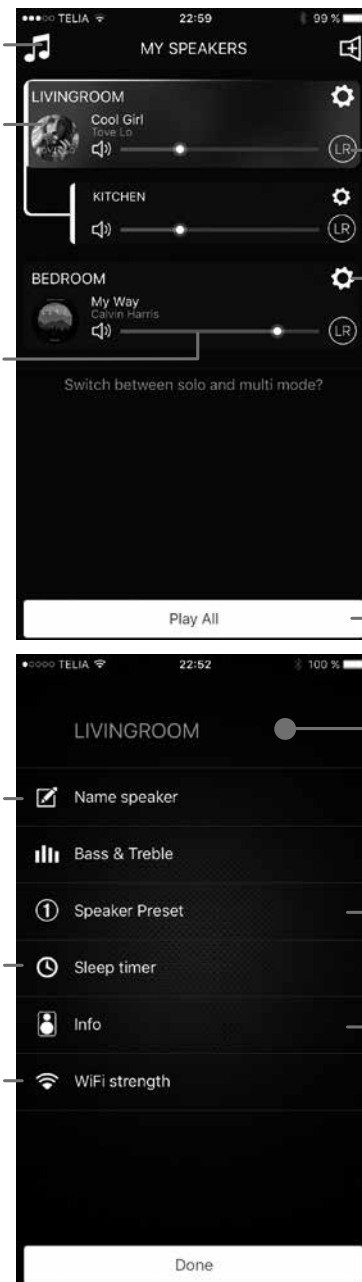 ●●●○○ TELIA 22:59 99 %
MY SPEAKERS
LIVINGROOM
Cool Girl
Tove Lo
LR
KITCHEN
LR
BEDROOM
My Way
Calvin Harris
LR
Switch between solo and multi mode?
Play All
●○○○○ TELIA 22:52 100 %
LIVINGROOM
Name speaker
Bass & Treble
1 Speaker Preset
Sleep timer
Info
WiFi strength
Done